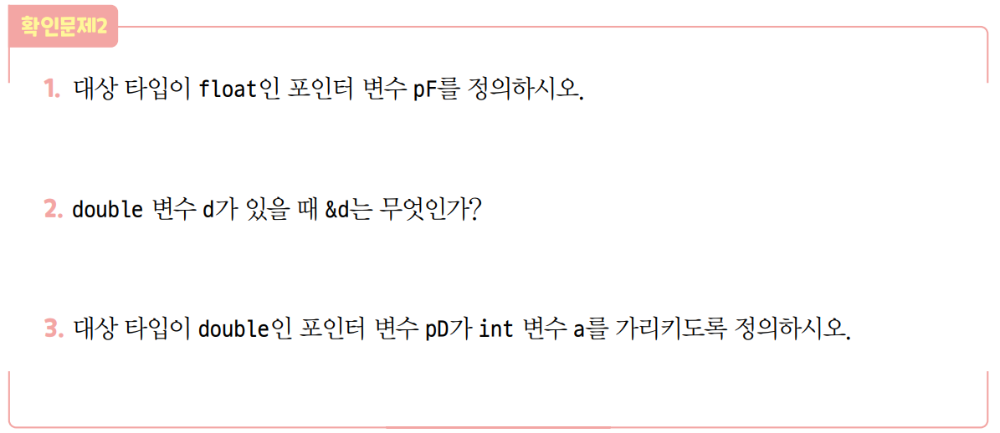 확인문제2
1. 대상 타입이 float인 포인터 변수 pF를 정의하시오.
2. double 변수 d가 있을 때 &d는 무엇인가?
3. 대상 타입이 double인 포인터 변수 pD가 int 변수 a를 가리키도록 정의하시오.